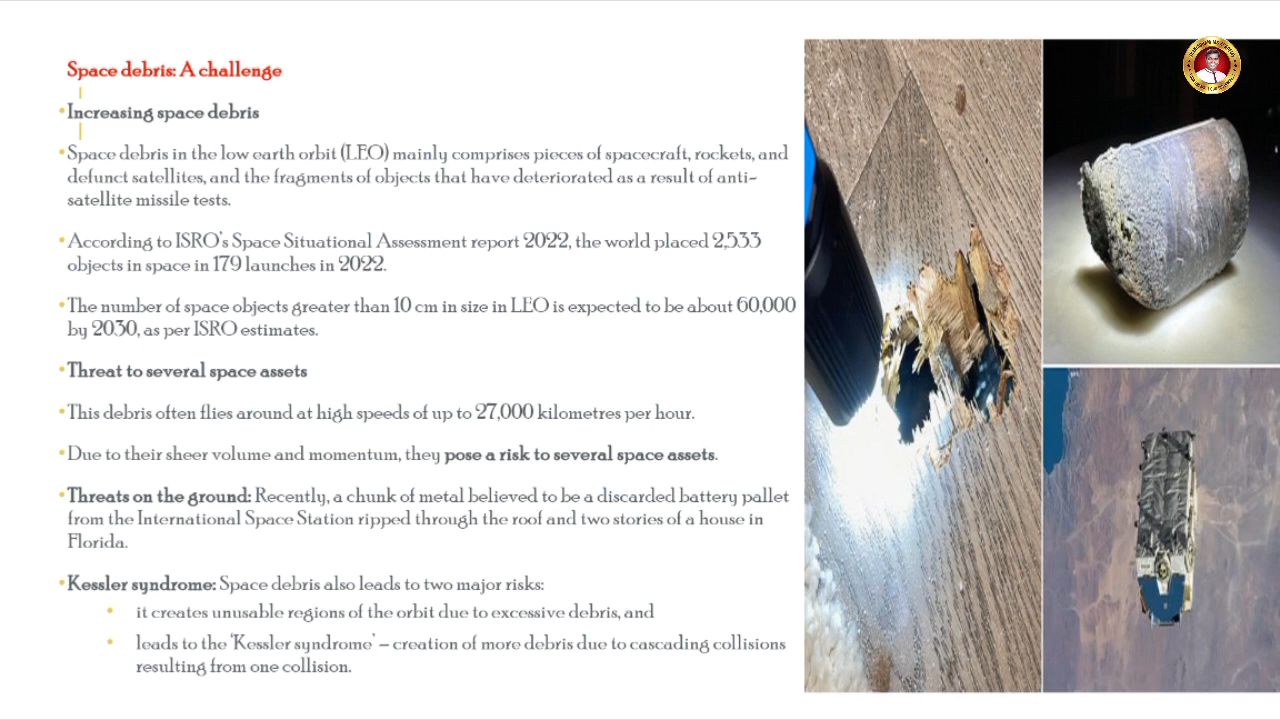 Space debris: A challenge
•Increasing space debris
•Space debris in the low earth orbit (LEO) mainly comprises pieces of spacecraft, rockets, and
defunct satellites, and the fragments of objects that have deteriorated as a result of anti-
satellite missile tests.
•According to ISRO's Space Situational Assessment report 2022, the world placed 2,533
objects in space in 179 launches in 2022.
•The number of space objects greater than 10 cm in size in LEO is expected to be about 60,000
by 2030, as per ISRO estimates.
•Threat to several space assets
•This debris often flies around at high speeds of up to 27,000 kilometres per hour.
•Due to their sheer volume and momentum, they pose a risk to several space assets.
•Threats on the ground: Recently, a chunk of metal believed to be a discarded battery pallet
from the International Space Station ripped through the roof and two stories of a house in
Florida.
•Kessler syndrome: Space debris also leads to two major risks:
• it creates unusable regions of the orbit due to excessive debris, and
• leads to the 'Kessler syndrome' – creation of more debris due to cascading collisions
resulting from one collision.